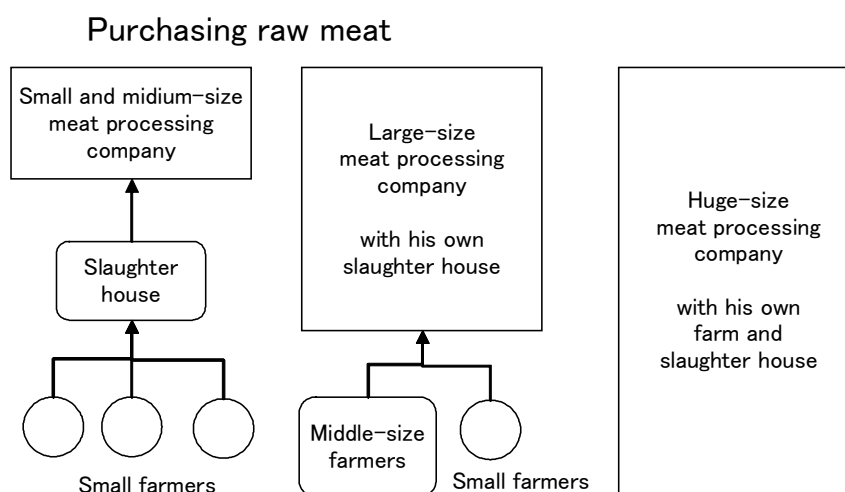 Purchasing raw meat
Small and midium-size
meat processing
company
Slaughter
house
Small farmers
Large-size
meat processing
company
with his own
slaughter house
Middle-size
farmers
Small farmers
Huge-size
meat processing
company
with his own
farm and
slaughter house